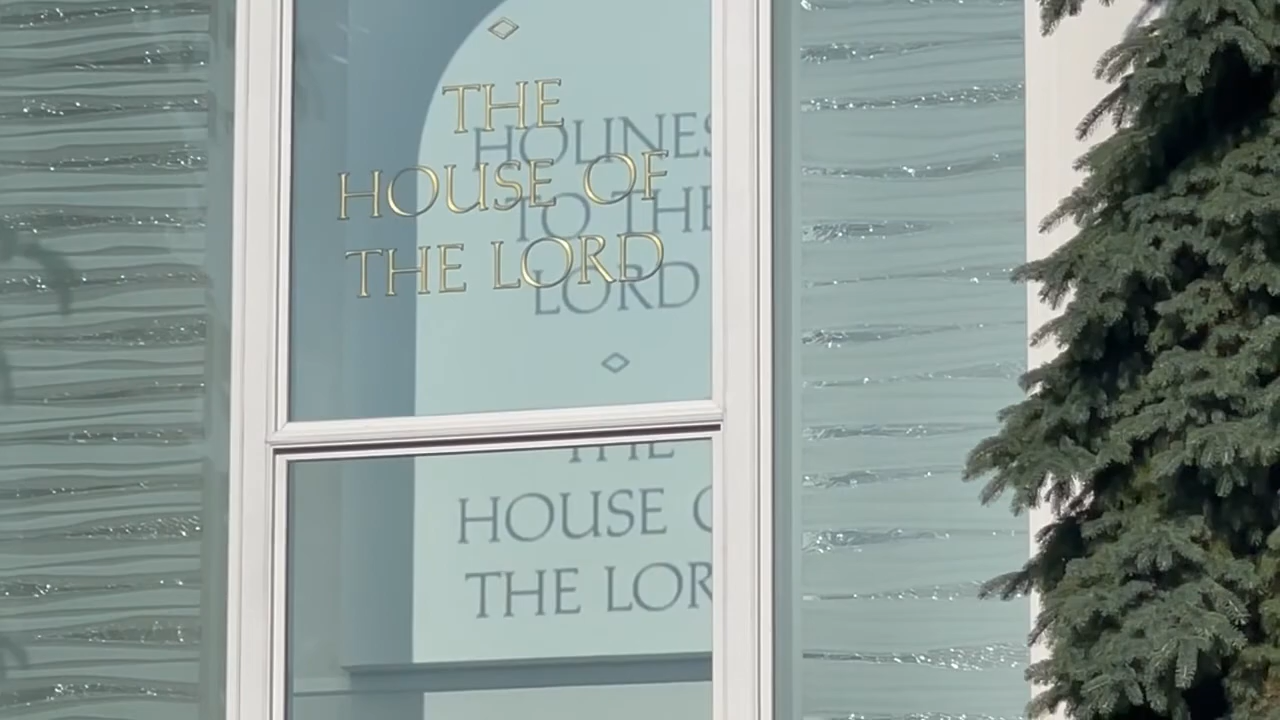 THE
HOUSE OF
THE LORD
HOLINES
TO THE
LORD
THE
HOUSE O
THE LOR